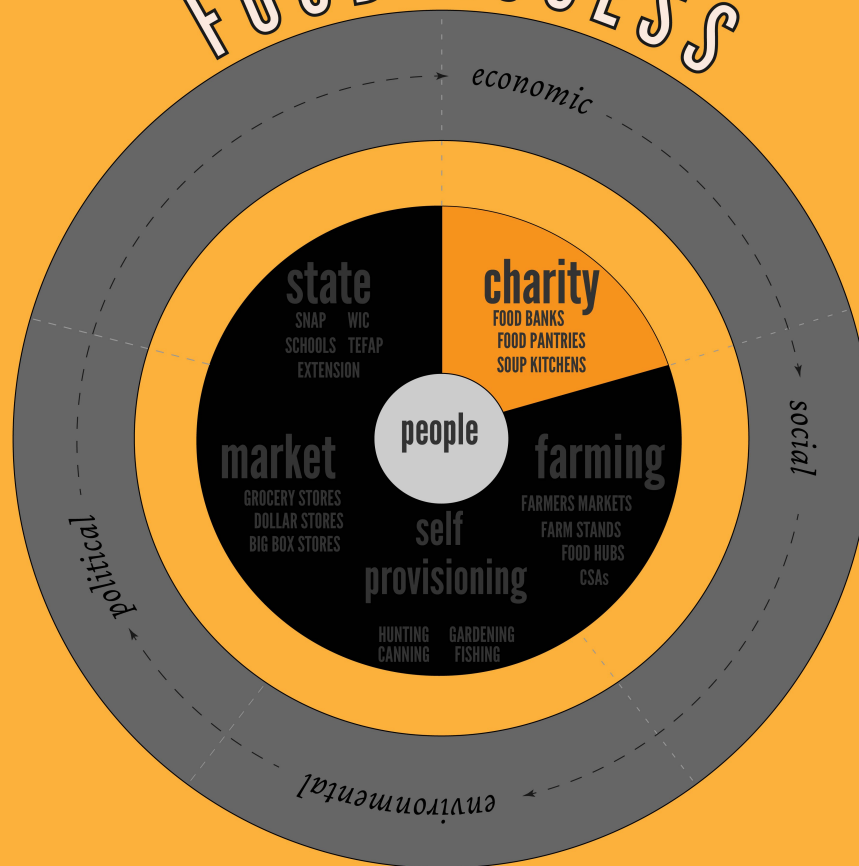 FOOD
economic
social
environmental
political
state
SNAP WIC
SCHOOLS TEFAP
EXTENSION
charity
FOOD BANKS
FOOD PANTRIES
SOUP KITCHENS
people
market
GROCERY STORES
DOLLAR STORES
BIG BOX STORES
farming
FARMERS MARKETS
FARM STANDS
FOOD HUBS
CSAs
self
provisioning
HUNTING GARDENING
CANNING FISHING